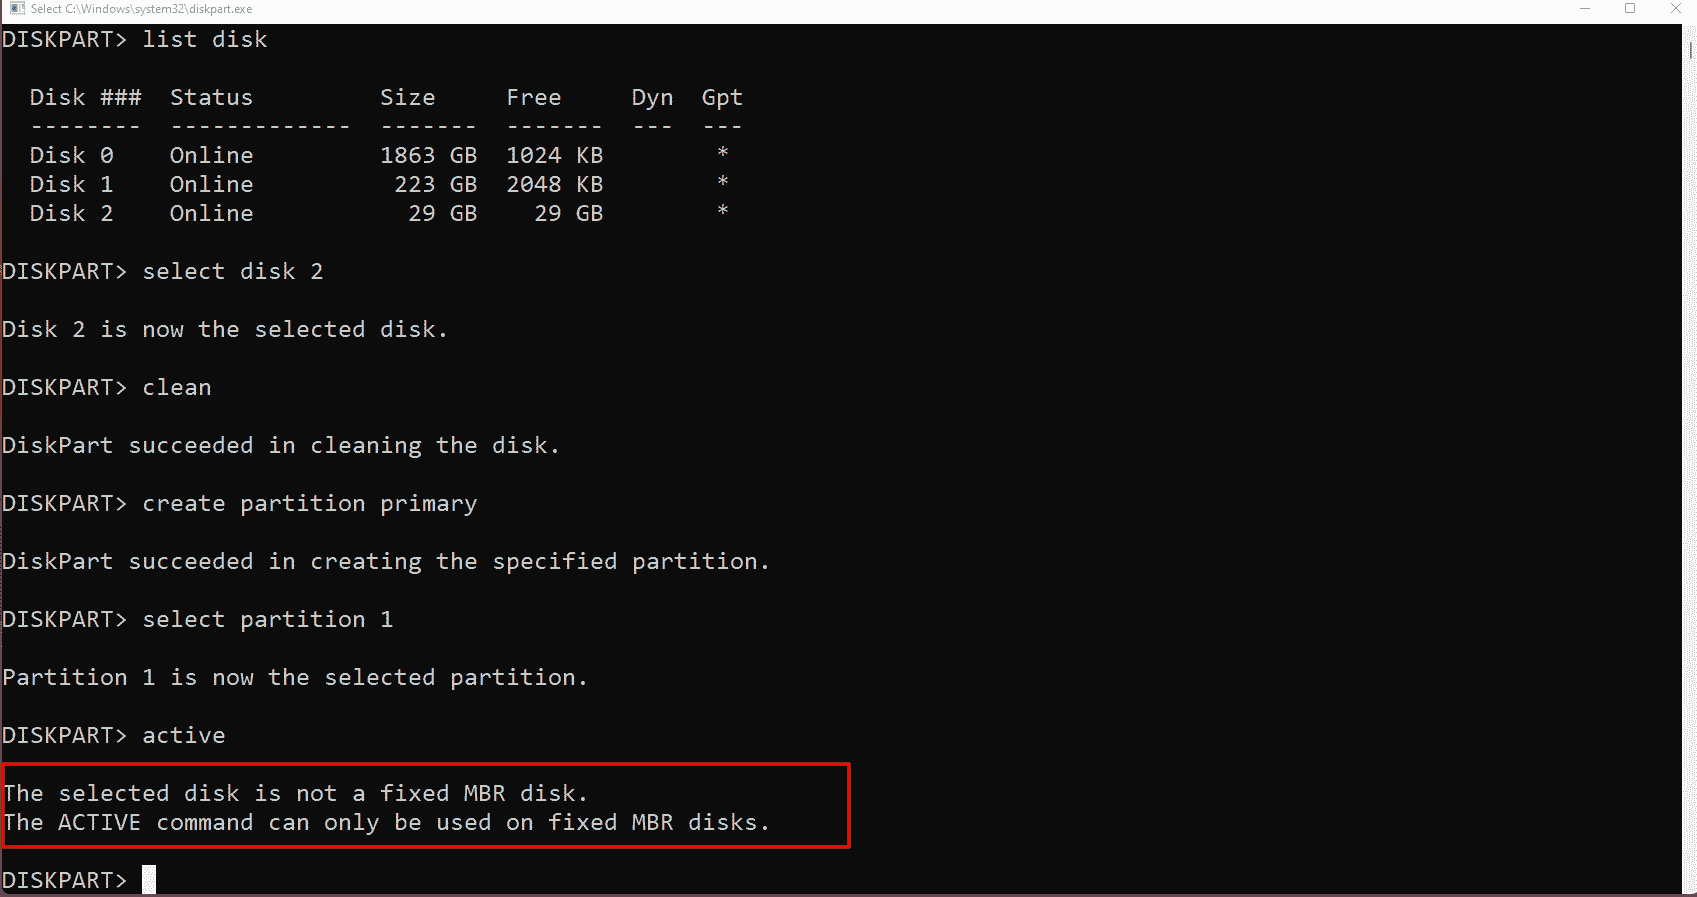 Select C:\Windows\system32\diskpart.exe
DISKPART> list disk
  Disk ###  Status         Size     Free     Dyn  Gpt
  --------  -------------  -------  -------  ---  ---
  Disk 0    Online         1863 GB  1024 KB        *
  Disk 1    Online          223 GB  2048 KB        *
  Disk 2    Online           29 GB    29 GB        *
DISKPART> select disk 2
Disk 2 is now the selected disk.
DISKPART> clean
DiskPart succeeded in cleaning the disk.
DISKPART> create partition primary
DiskPart succeeded in creating the specified partition.
DISKPART> select partition 1
Partition 1 is now the selected partition.
DISKPART> active
The selected disk is not a fixed MBR disk.
The ACTIVE command can only be used on fixed MBR disks.
DISKPART>